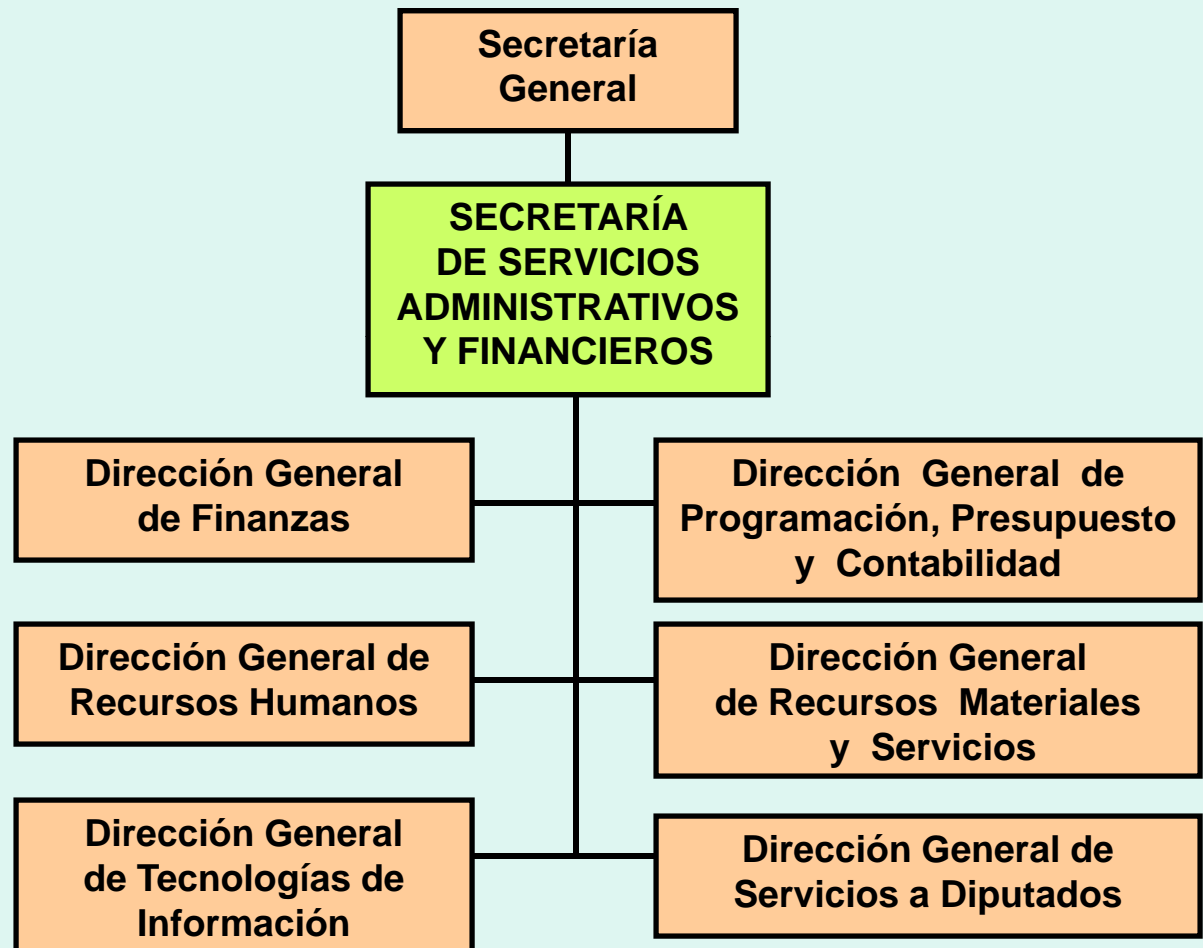 Secretaría
General
SECRETARÍA
DE SERVICIOS
ADMINISTRATIVOS
Y FINANCIEROS
Dirección General
de Finanzas
Dirección General de
Programación, Presupuesto
y Contabilidad
Dirección General de
Recursos Humanos
Dirección General
de Recursos Materiales
y Servicios
Dirección General
de Tecnologías de
Información
Dirección General de
Servicios a Diputados